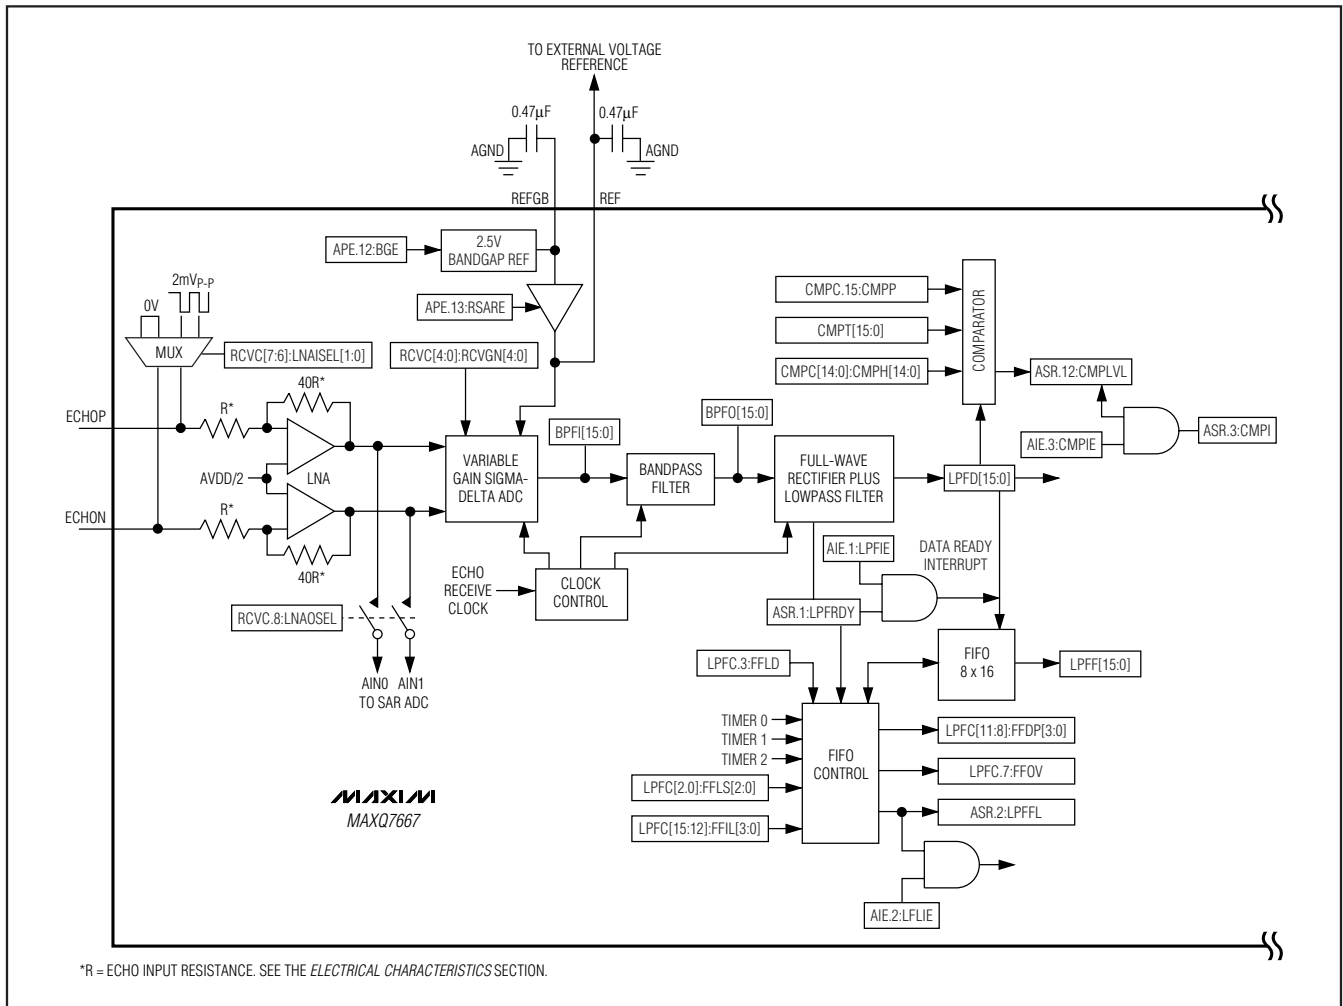 TO EXTERNAL VOLTAGE
REFERENCE
0.47µF
0.47µF
AGND
AGND
REFGB
REF
APE.12:BGE
2.5V
BANDGAP REF
2mVP-P
0V
MUX
RCVC[7:6]:LNAISEL[1:0]
APE.13:RSARE
RCVC[4:0]:RCVGN[4:0]
CMPC.15:CMPP
CMPT[15:0]
CMPC[14:0]:CMPH[14:0]
COMPARATOR
ASR.12:CMPLVL
AIE.3:CMPIE
ASR.3:CMPI
40R*
R*
ECHOP
AVDD/2
LNA
ECHON
R*
40R*
VARIABLE
GAIN SIGMA-
DELTA ADC
BPFI[15:0]
BANDPASS
FILTER
BPFO[15:0]
FULL-WAVE
RECTIFIER PLUS
LOWPASS FILTER
LPFD[15:0]
ECHO
RECEIVE
CLOCK
CLOCK
CONTROL
AIE.1:LPFIE
DATA READY
INTERRUPT
ASR.1:LPFRDY
RCVC.8:LNAOSEL
AIN0
AIN1
TO SAR ADC
LPFC.3:FFLD
FIFO
8 x 16
LPFF[15:0]
TIMER 0
TIMER 1
TIMER 2
FIFO
CONTROL
LPFC[2.0]:FFLS[2:0]
LPFC[15:12]:FFIL[3:0]
LPFC[11:8]:FFDP[3:0]
LPFC.7:FFOV
ASR.2:LPFFL
AIE.2:LFLIE
MAXIM
MAXQ7667
*R = ECHO INPUT RESISTANCE. SEE THE ELECTRICAL CHARACTERISTICS SECTION.